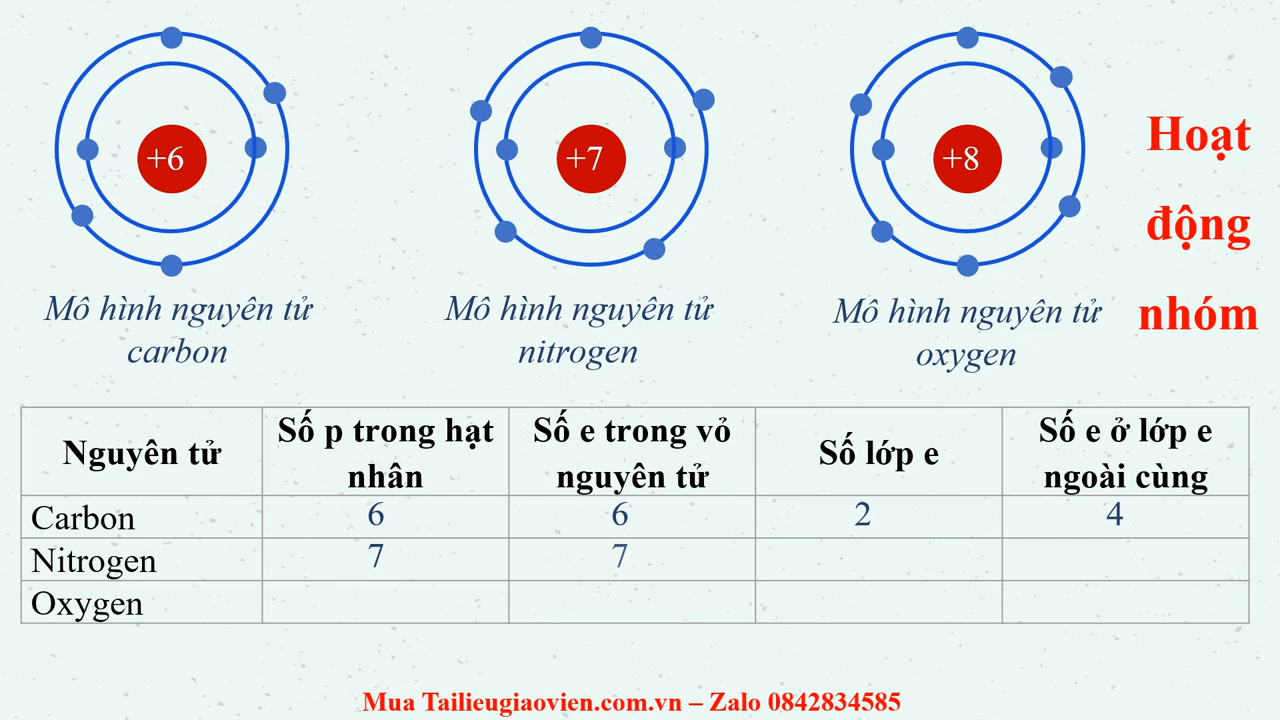 +6
+7
+8
Hoạt
động
nhóm
Mô hình nguyên tử
carbon
Mô hình nguyên tử
nitrogen
Mô hình nguyên tử
oxygen
Nguyên tử
Số p trong hạt
nhân
Số e trong vỏ
nguyên tử
Số lớp e
Số e ở lớp e
ngoài cùng
Carbon 6 6 2 4
Nitrogen 7 7
Oxygen
Mua Tailieugiaovien.com.vn – Zalo 0842834585